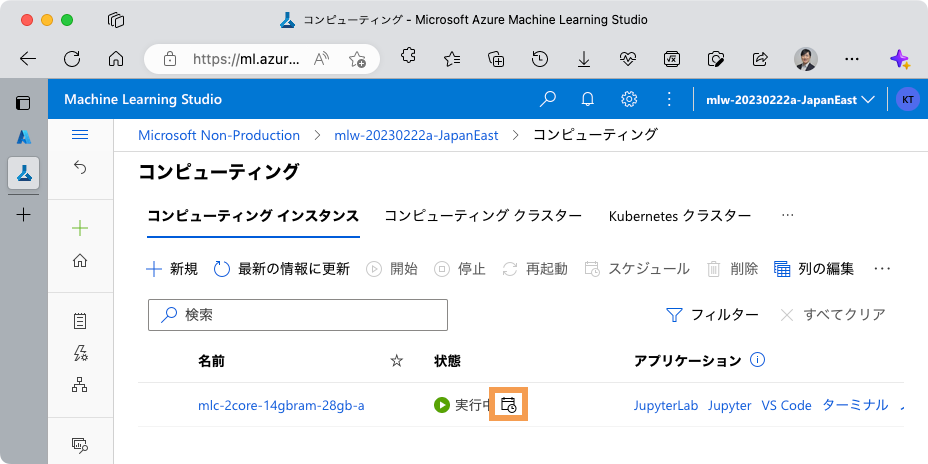 コンピューティング - Microsoft Azure Machine Learning Studio
https://ml.azur...
Machine Learning Studio
mlw-20230222a-JapanEast
KT
Microsoft Non-Production > mlw-20230222a-JapanEast > コンピューティング
コンピューティング
コンピューティング インスタンス コンピューティング クラスター Kubernetes クラスター ...
新規 最新の情報に更新 開始 停止 再起動 スケジュール 削除 列の編集 ...
検索
フィルター すべてクリア
名前 状態 アプリケーション
mlc-2core-14gbram-28gb-a 実行中 JupyterLab Jupyter VS Code ターミナル